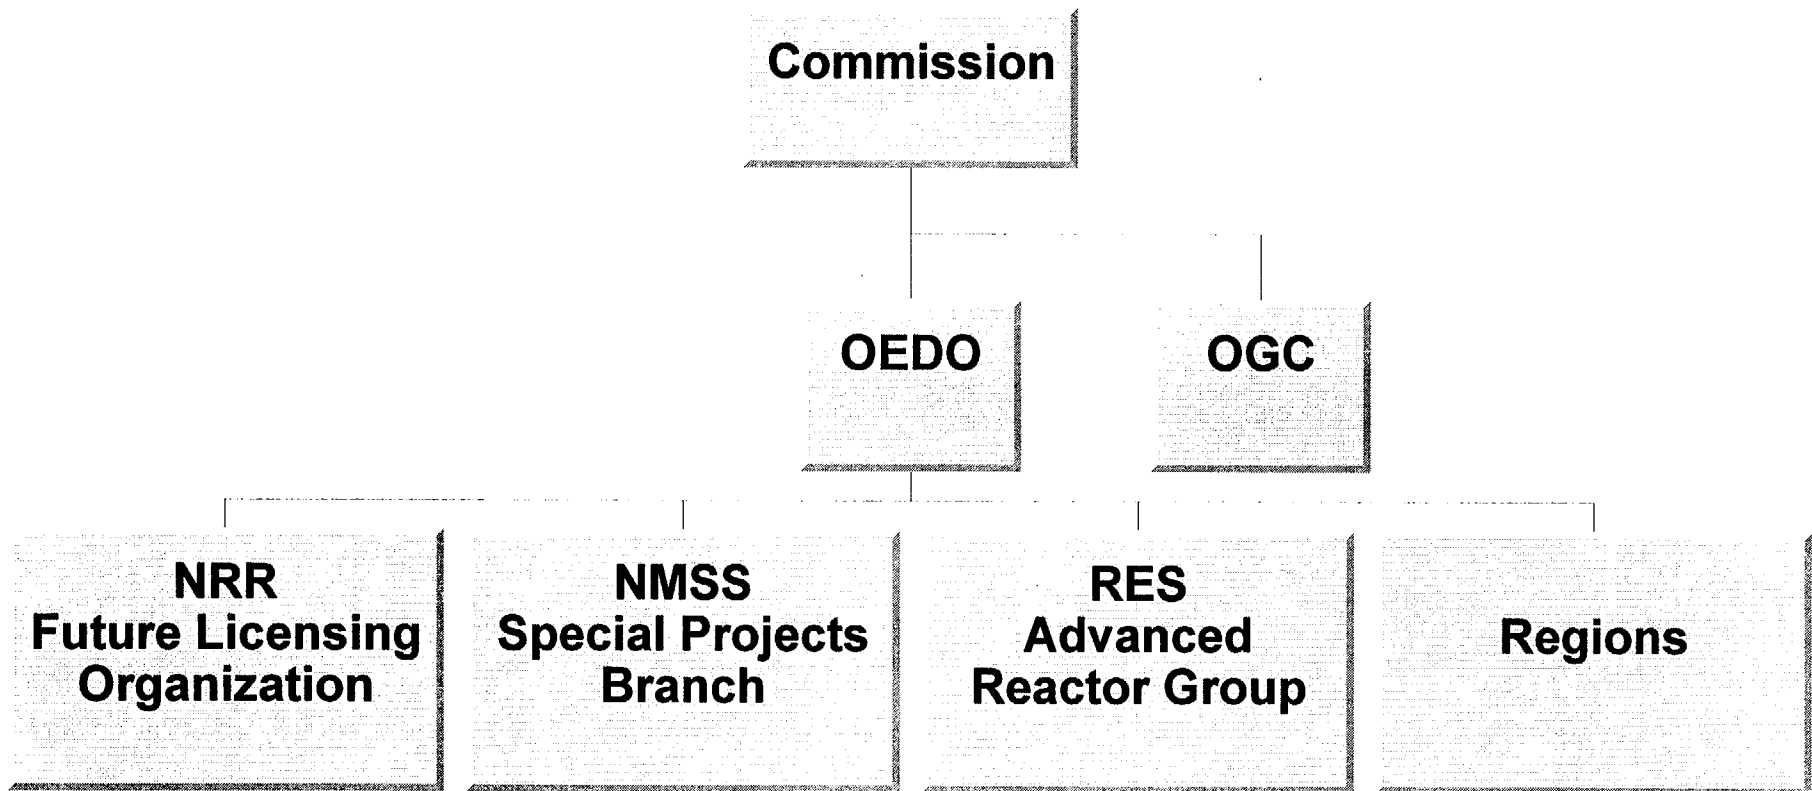 Commission
OEDO
OGC
NRR
Future Licensing
Organization
NMSS
Special Projects
Branch
RES
Advanced
Reactor Group
Regions